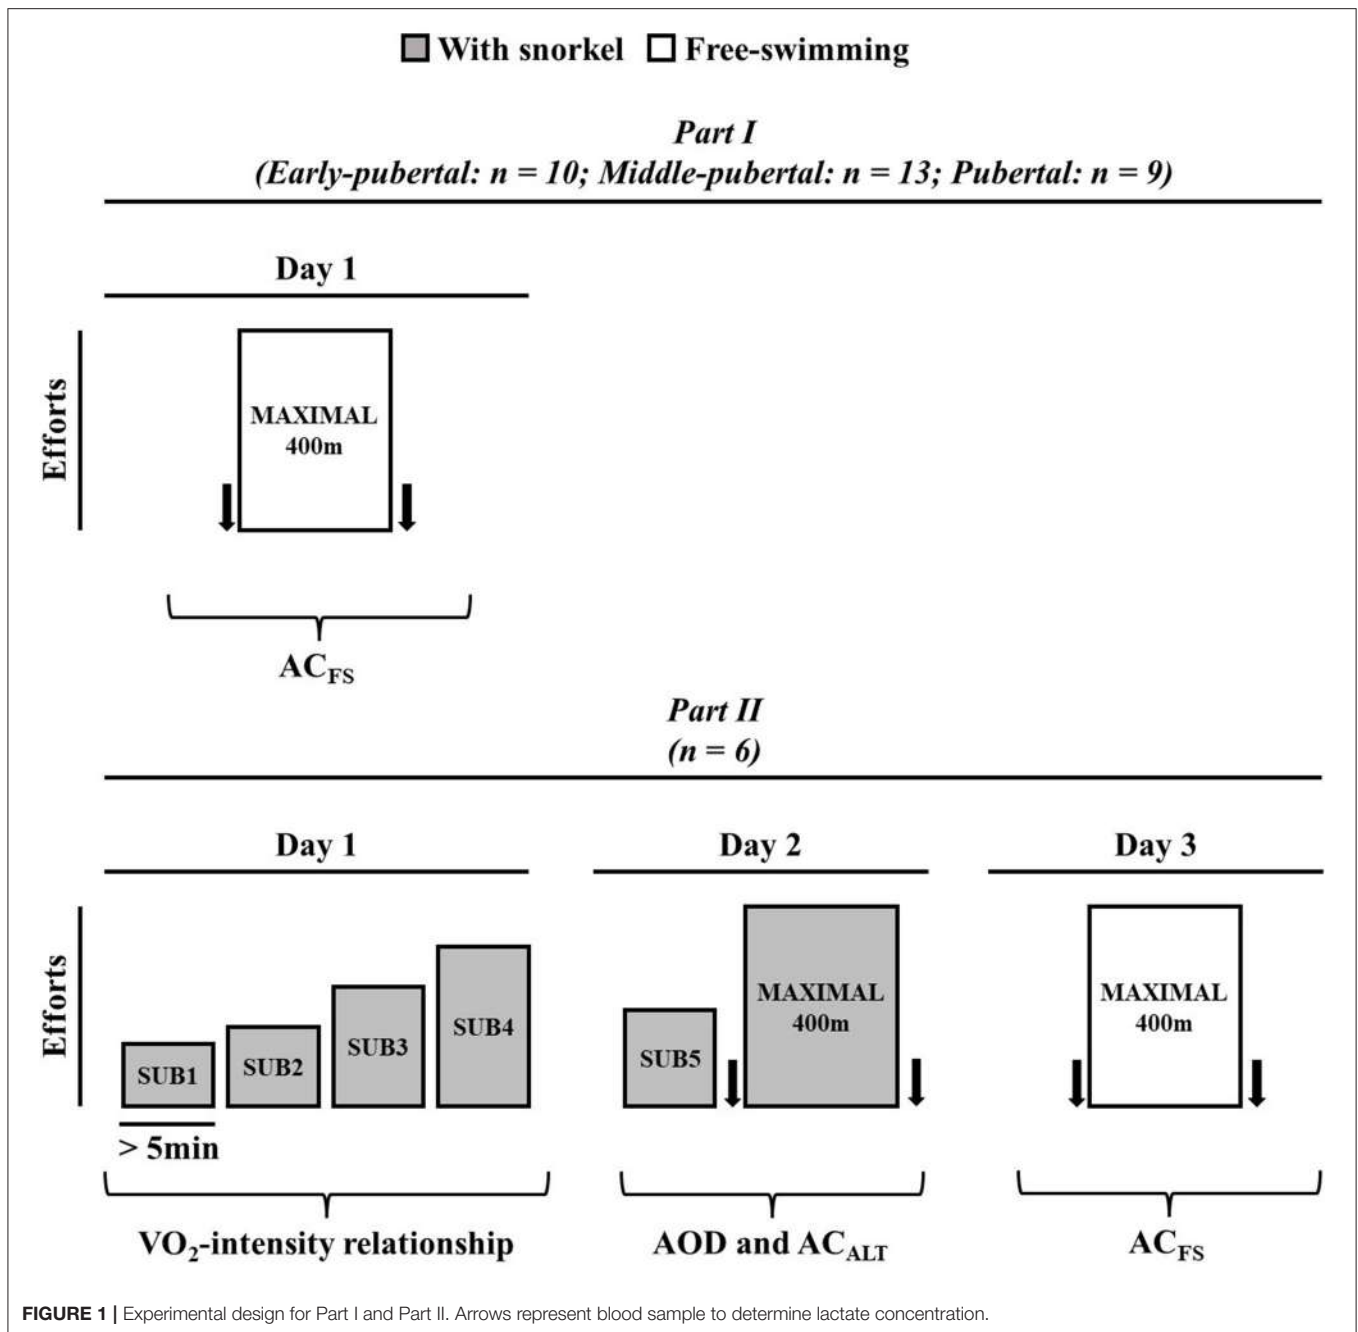 With snorkel Free-swimming
Part I
(Early-pubertal: n = 10; Middle-pubertal: n = 13; Pubertal: n = 9)
Day 1
Efforts
MAXIMAL
400m
AC_FS
Part II
(n = 6)
Day 1 Day 2 Day 3
Efforts
SUB1 SUB2 SUB3 SUB4 SUB5 MAXIMAL
400m MAXIMAL
400m
> 5min
VO₂-intensity relationship AOD and AC_ALT AC_FS
FIGURE 1 | Experimental design for Part I and Part II. Arrows represent blood sample to determine lactate concentration.